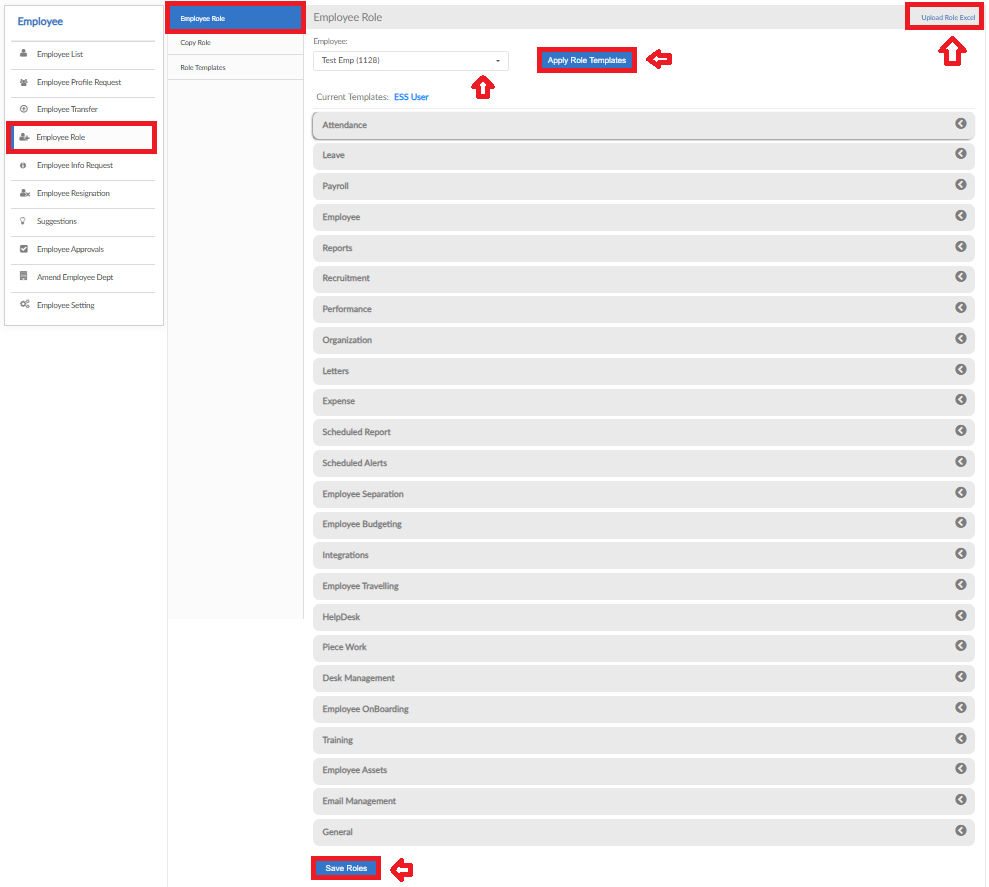 Employee
Employee List
Employee Profile Request
Employee Transfer
Employee Role
Employee Info Request
Employee Resignation
Suggestions
Employee Approvals
Amend Employee Dept
Employee Setting
Employee Role
Copy Role
Role Templates
Employee Role
Upload Role Excel
Employee:
Test Emp (1128)
Apply Role Templates
Current Templates: ESS User
Attendance
Leave
Payroll
Employee
Reports
Recruitment
Performance
Organization
Letters
Expense
Scheduled Report
Scheduled Alerts
Employee Separation
Employee Budgeting
Integrations
Employee Travelling
HelpDesk
Piece Work
Desk Management
Employee OnBoarding
Training
Employee Assets
Email Management
General
Save Roles